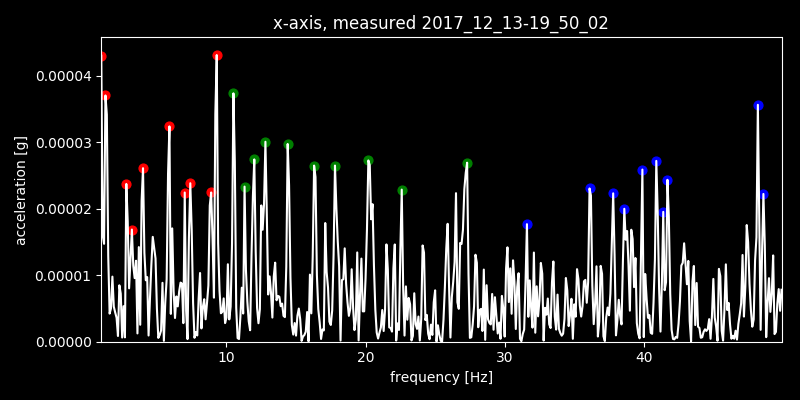 x-axis, measured 2017_12_13-19_50_02
0.00004
0.00003
0.00002
0.00001
0.00000
acceleration [g]
10 20 30 40
frequency [Hz]